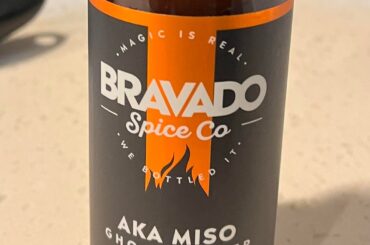 • MAGIC IS REAL •
BRAVADO
Spice Co
• WE BOTTLED IT •
AKA MISO